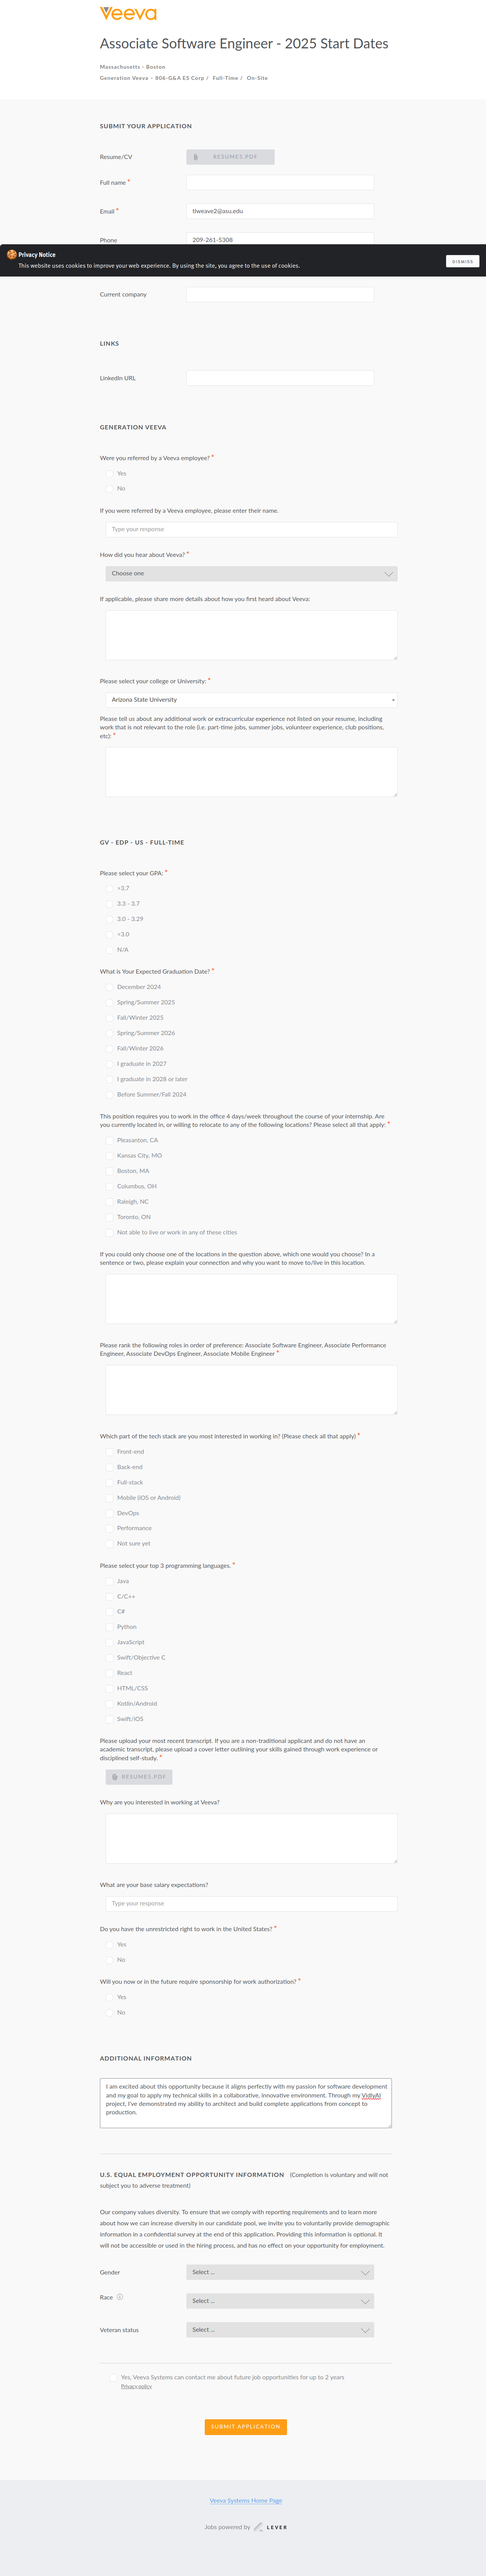 Veeva
Associate Software Engineer - 2025 Start Dates
Massachusetts - Boston
Generation Veeva – 806-G&A ES Corp / Full-Time / On-Site
SUBMIT YOUR APPLICATION
Resume/CV
RESUMES.PDF
Full name *
Email *
tlweave2@asu.edu
Phone
209-261-5308
🍪 Privacy Notice
This website uses cookies to improve your web experience. By using the site, you agree to the use of cookies.
DISMISS
Current company
LINKS
LinkedIn URL
GENERATION VEEVA
Were you referred by a Veeva employee? *
Yes
No
If you were referred by a Veeva employee, please enter their name.
Type your response
How did you hear about Veeva? *
Choose one
If applicable, please share more details about how you first heard about Veeva:
Please select your college or University: *
Arizona State University
Please tell us about any additional work or extracurricular experience not listed on your resume, including
work that is not relevant to the role (i.e. part-time jobs, summer jobs, volunteer experience, club positions,
etc): *
GV - EDP - US - FULL-TIME
Please select your GPA: *
>3.7
3.3 - 3.7
3.0 - 3.29
<3.0
N/A
What is Your Expected Graduation Date? *
December 2024
Spring/Summer 2025
Fall/Winter 2025
Spring/Summer 2026
Fall/Winter 2026
I graduate in 2027
I graduate in 2028 or later
Before Summer/Fall 2024
This position requires you to work in the office 4 days/week throughout the course of your internship. Are
you currently located in, or willing to relocate to any of the following locations? Please select all that apply: *
Pleasanton, CA
Kansas City, MO
Boston, MA
Columbus, OH
Raleigh, NC
Toronto, ON
Not able to live or work in any of these cities
If you could only choose one of the locations in the question above, which one would you choose? In a
sentence or two, please explain your connection and why you want to move to/live in this location.
Please rank the following roles in order of preference: Associate Software Engineer, Associate Performance
Engineer, Associate DevOps Engineer, Associate Mobile Engineer *
Which part of the tech stack are you most interested in working in? (Please check all that apply) *
Front-end
Back-end
Full-stack
Mobile (iOS or Android)
DevOps
Performance
Not sure yet
Please select your top 3 programming languages. *
Java
C/C++
C#
Python
JavaScript
Swift/Objective C
React
HTML/CSS
Kotlin/Android
Swift/iOS
Please upload your most recent transcript. If you are a non-traditional applicant and do not have an
academic transcript, please upload a cover letter outlining your skills gained through work experience or
disciplined self-study. *
RESUMES.PDF
Why are you interested in working at Veeva?
What are your base salary expectations?
Type your response
Do you have the unrestricted right to work in the United States? *
Yes
No
Will you now or in the future require sponsorship for work authorization? *
Yes
No
ADDITIONAL INFORMATION
I am excited about this opportunity because it aligns perfectly with my passion for software development
and my goal to apply my technical skills in a collaborative, innovative environment. Through my VidlyAI
project, I've demonstrated my ability to architect and build complete applications from concept to
production.
U.S. EQUAL EMPLOYMENT OPPORTUNITY INFORMATION (Completion is voluntary and will not
subject you to adverse treatment)
Our company values diversity. To ensure that we comply with reporting requirements and to learn more
about how we can increase diversity in our candidate pool, we invite you to voluntarily provide demographic
information in a confidential survey at the end of this application. Providing this information is optional. It
will not be accessible or used in the hiring process, and has no effect on your opportunity for employment.
Gender
Select ...
Race
Select ...
Veteran status
Select ...
Yes, Veeva Systems can contact me about future job opportunities for up to 2 years
Privacy policy
SUBMIT APPLICATION
Veeva Systems Home Page
Jobs powered by LEVER